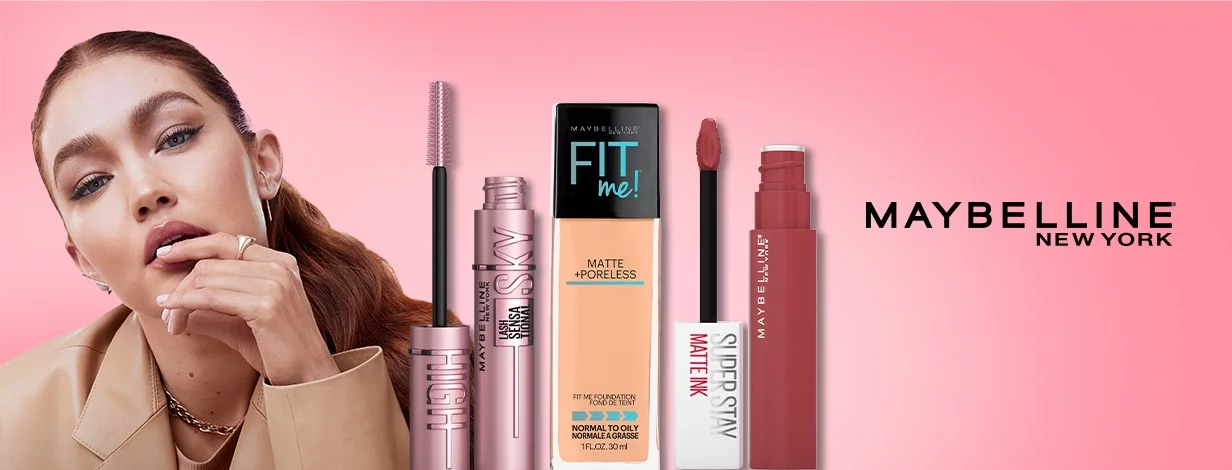 HIGH
MAYBELLINE
NEW YORK
LASH
SENSA
TIONAL
SKY
MAYBELLINE
NEW YORK
FIT
me!
MATTE
+PORELESS
FIT ME FOUNDATION
FOND DE TEINT
NORMAL TO OILY
NORMALE A GRASSE
1 FL.OZ. 30 ml
SUPER STAY
MATTE INK
MAYBELLINE®
NEW YORK
MAYBELLINE®
NEW YORK